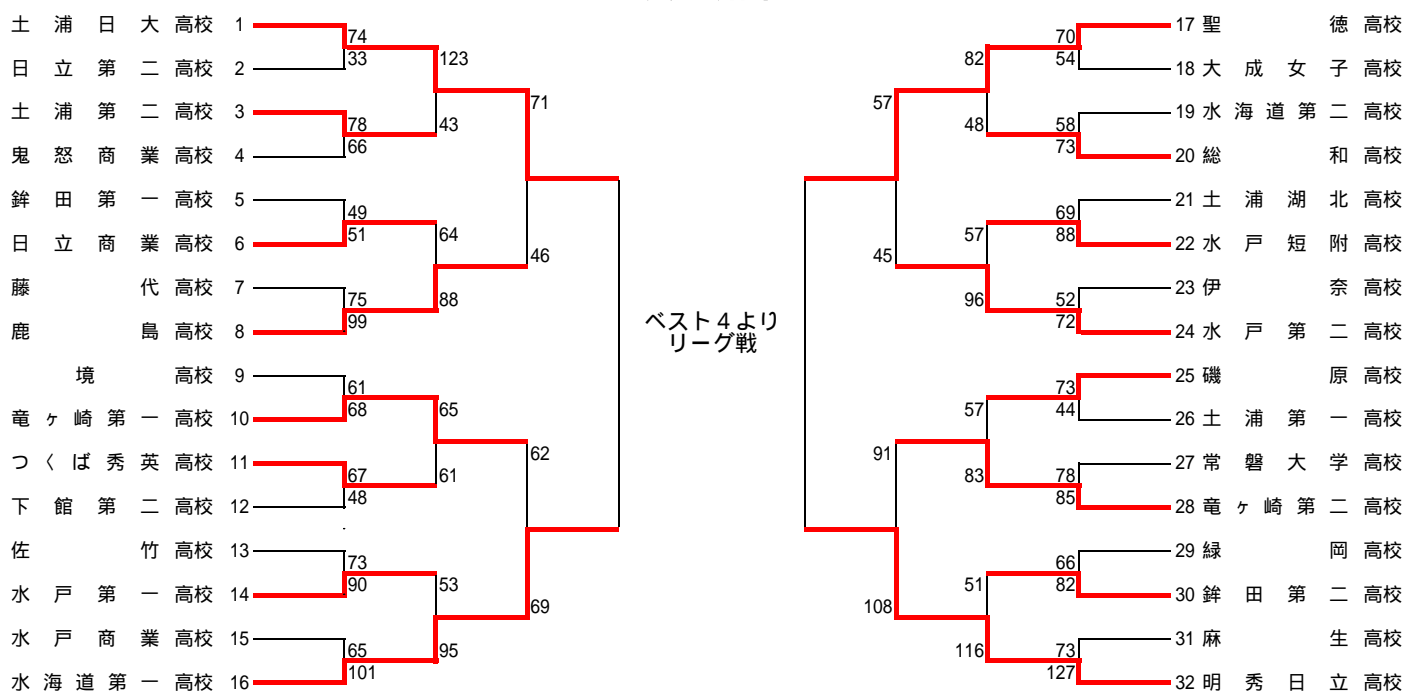 土浦日大 高校 1
74
33
日立第二 高校 2
123
土浦第二 高校 3
78
66
43
鬼怒商業 高校 4
71
鉾田第一 高校 5
49
51
日立商業 高校 6
64
46
藤代 高校 7
75
99
88
鹿島高校 8
境 高校 9
61
68
竜ヶ崎第一 高校 10
65
つくば秀英 高校 11
67
48
61
下館第二 高校 12
62
佐竹 高校 13
73
90
水戸第一 高校 14
53
69
水戸商業 高校 15
65
101
95
水海道第一 高校 16
ベスト4より
リーグ戦
17 聖徳 高校
70
54
18 大成女子 高校
82
19 水海道第二 高校
58
73
48
20 総和 高校
57
21 土浦湖北 高校
69
88
22 水戸短附 高校
57
45
23 伊奈 高校
52
72
96
24 水戸第二 高校
25 磯原 高校
73
44
26 土浦第一 高校
57
27 常磐大学 高校
78
85
83
28 竜ヶ崎第二 高校
91
29 緑岡 高校
66
82
30 鉾田第二 高校
51
108
31 麻生 高校
73
127
116
32 明秀日立 高校